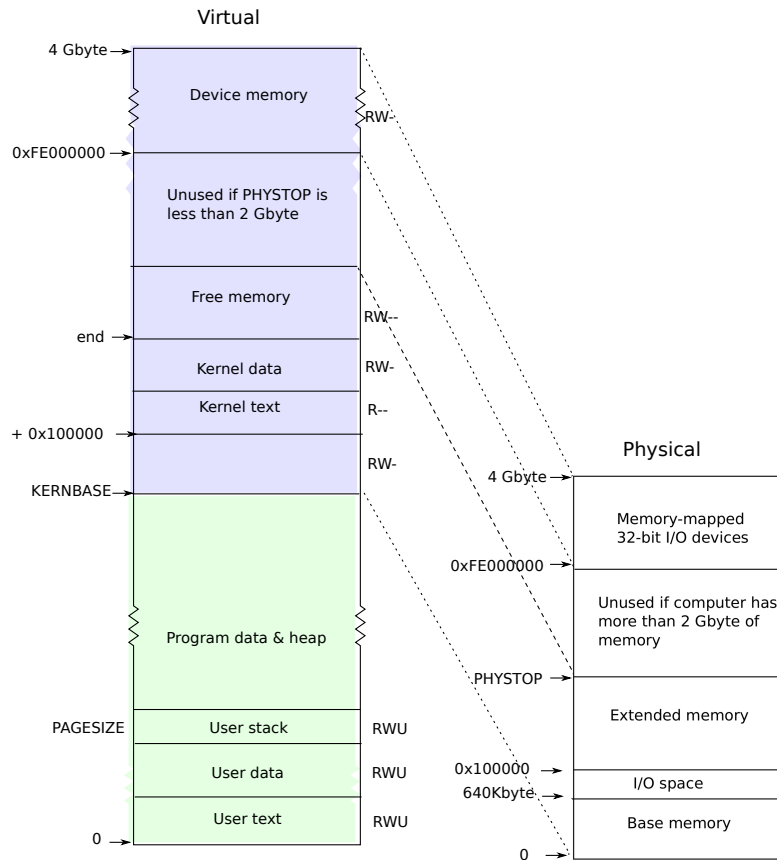 Virtual
4 Gbyte
Device memory
RW-
0xFE000000
Unused if PHYSTOP is
less than 2 Gbyte
Free memory
RW--
end
Kernel data
RW-
Kernel text
R--
+ 0x100000
RW-
KERNBASE
Program data & heap
PAGESIZE
User stack
RWU
User data
RWU
User text
RWU
0
Physical
4 Gbyte
Memory-mapped
32-bit I/O devices
0xFE000000
Unused if computer has
more than 2 Gbyte of
memory
PHYSTOP
Extended memory
0x100000
I/O space
640Kbyte
Base memory
0